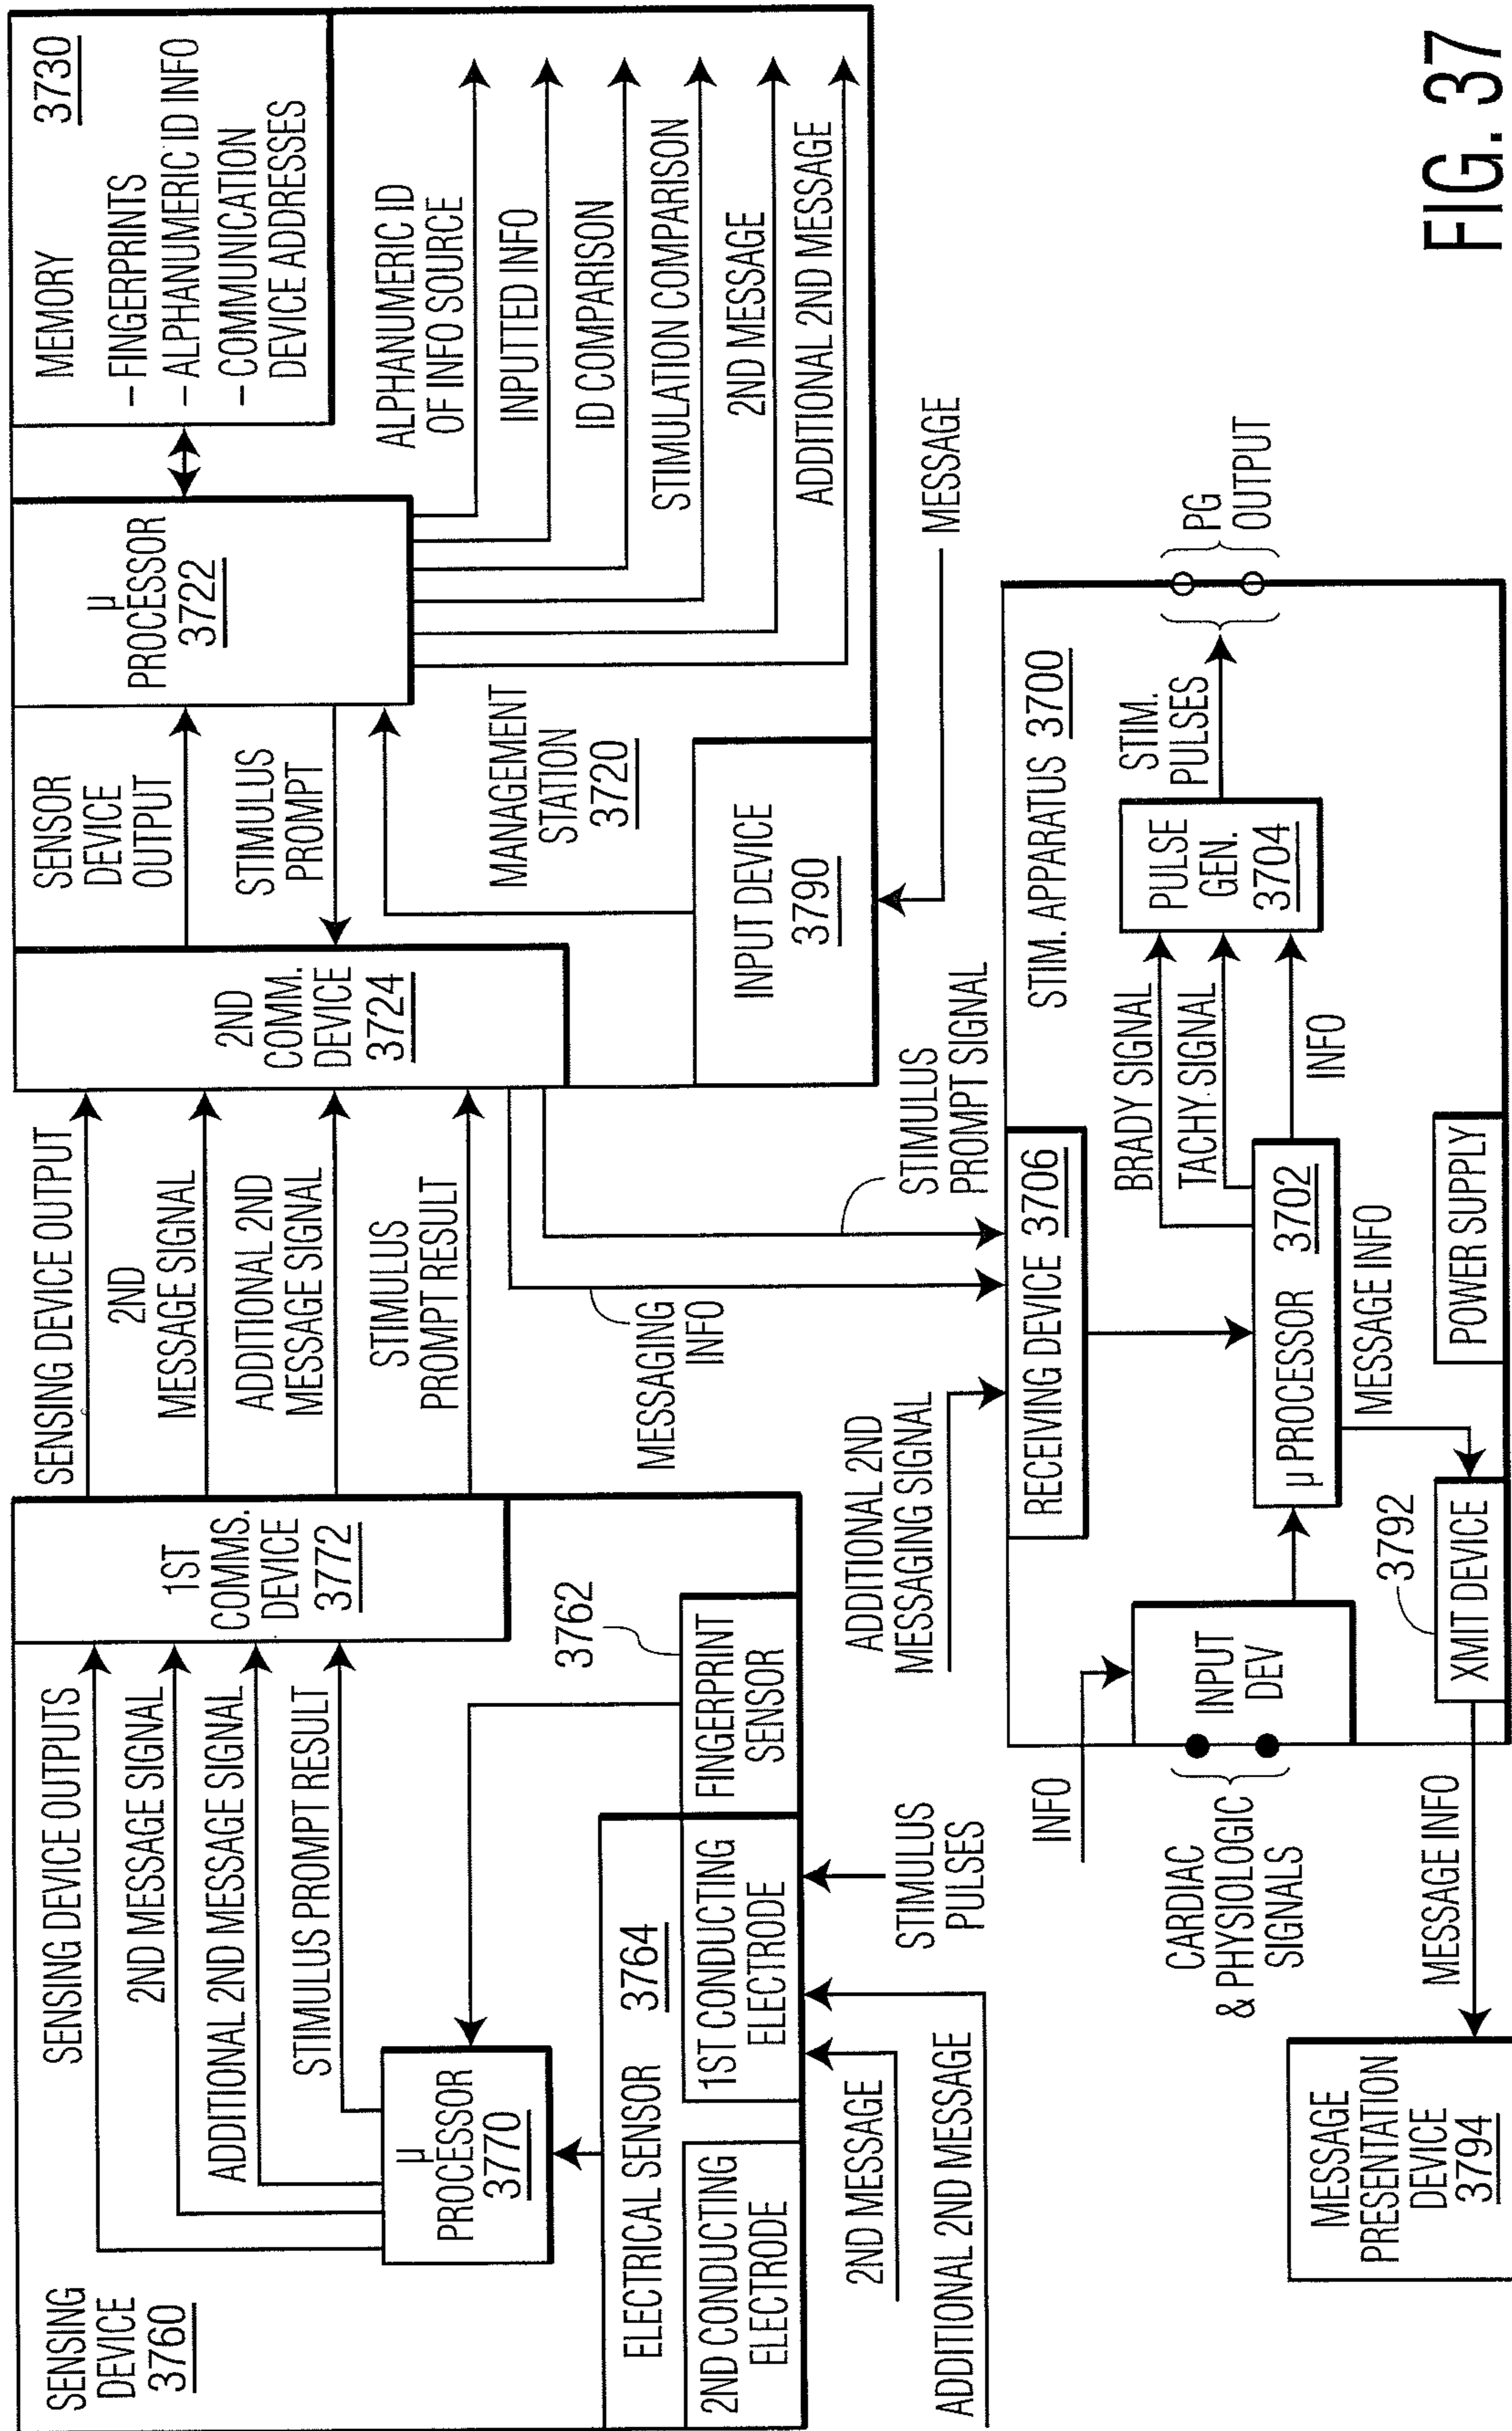 SENSING
DEVICE
3760
SENSING DEVICE OUTPUTS
2ND MESSAGE SIGNAL
ADDITIONAL 2ND MESSAGE SIGNAL
STIMULUS PROMPT RESULT
1ST
COMMS.
DEVICE
3772
μ
PROCESSOR
3770
ELECTRICAL SENSOR 3764
2ND CONDUCTING
ELECTRODE
1ST CONDUCTING
ELECTRODE
FINGERPRINT
SENSOR
3762
2ND MESSAGE
ADDITIONAL 2ND MESSAGE
STIMULUS
PULSES
SENSING DEVICE OUTPUT
2ND
MESSAGE SIGNAL
ADDITIONAL 2ND
MESSAGE SIGNAL
STIMULUS
PROMPT RESULT
MESSAGING
INFO
STIMULUS
PROMPT SIGNAL
2ND
COMM.
DEVICE
3724
SENSOR
DEVICE
OUTPUT
STIMULUS
PROMPT
μ
PROCESSOR
3722
MEMORY 3730
– FINGERPRINTS
– ALPHANUMERIC ID INFO
– COMMUNICATION
DEVICE ADDRESSES
ALPHANUMERIC ID
OF INFO SOURCE
INPUTTED INFO
ID COMPARISON
STIMULATION COMPARISON
2ND MESSAGE
ADDITIONAL 2ND MESSAGE
MANAGEMENT
STATION
3720
INPUT DEVICE
3790
MESSAGE
ADDITIONAL 2ND
MESSAGING SIGNAL
RECEIVING DEVICE 3706
STIM. APPARATUS 3700
INFO
INPUT
DEV
CARDIAC
& PHYSIOLOGIC
SIGNALS
μ PROCESSOR 3702
BRADY SIGNAL
TACHY SIGNAL
INFO
PULSE
GEN.
3704
STIM.
PULSES
PG
OUTPUT
MESSAGE INFO
3792
XMIT DEVICE
POWER SUPPLY
MESSAGE INFO
MESSAGE
PRESENTATION
DEVICE
3794
FIG. 37